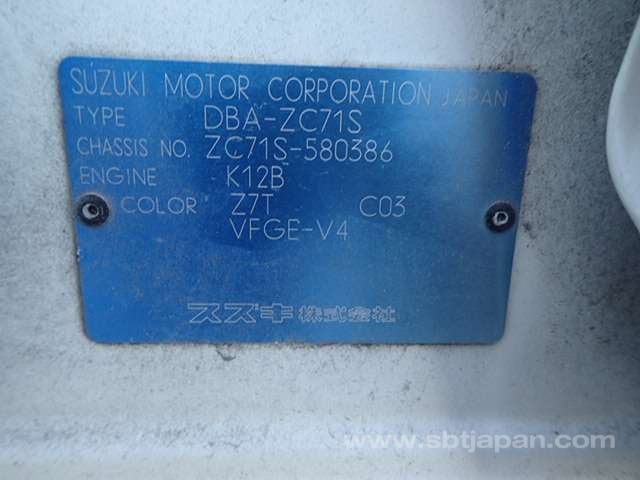 SUZUKI MOTOR CORPORATION JAPAN
TYPE DBA-ZC71S
CHASSIS NO. ZC71S-580386
ENGINE K12B
COLOR Z7T C03
VFGE-V4
スズキ株式会社
www.sbtjapan.com